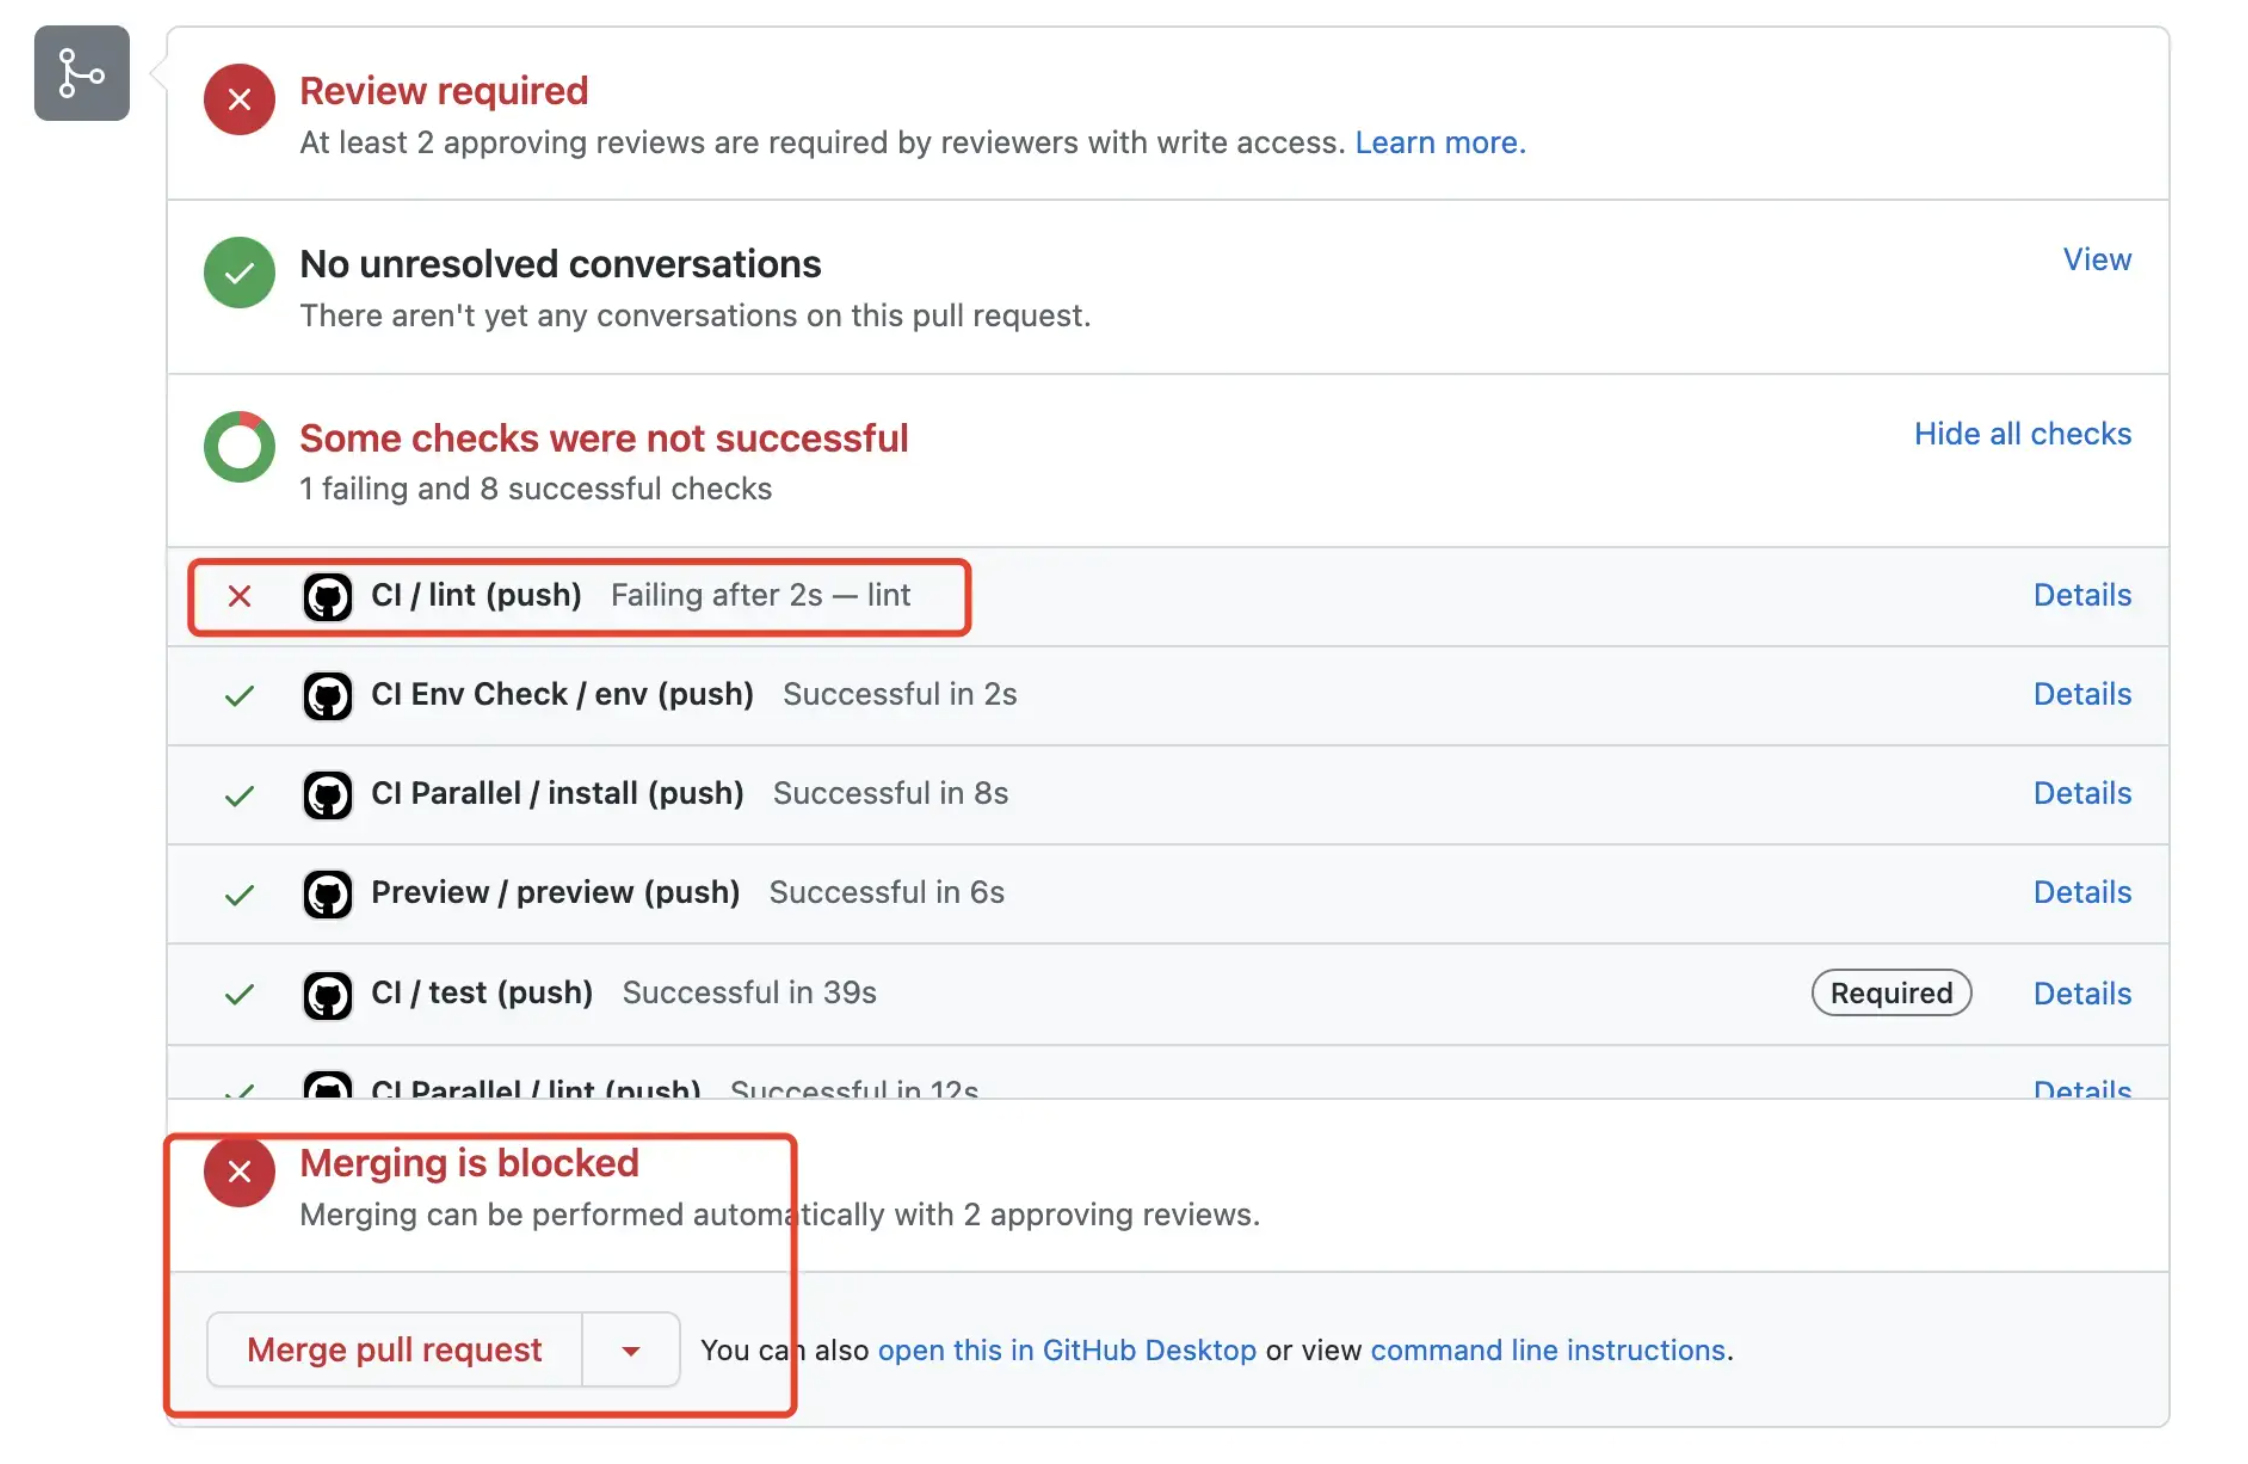 Review required
At least 2 approving reviews are required by reviewers with write access. Learn more.
No unresolved conversations
View
There aren't yet any conversations on this pull request.
Some checks were not successful
Hide all checks
1 failing and 8 successful checks
CI / lint (push) Failing after 2s — lint Details
CI Env Check / env (push) Successful in 2s Details
CI Parallel / install (push) Successful in 8s Details
Preview / preview (push) Successful in 6s Details
CI / test (push) Successful in 39s Required Details
CI Parallel / lint (push) Successful in 12s Details
Merging is blocked
Merging can be performed automatically with 2 approving reviews.
Merge pull request You can also open this in GitHub Desktop or view command line instructions.